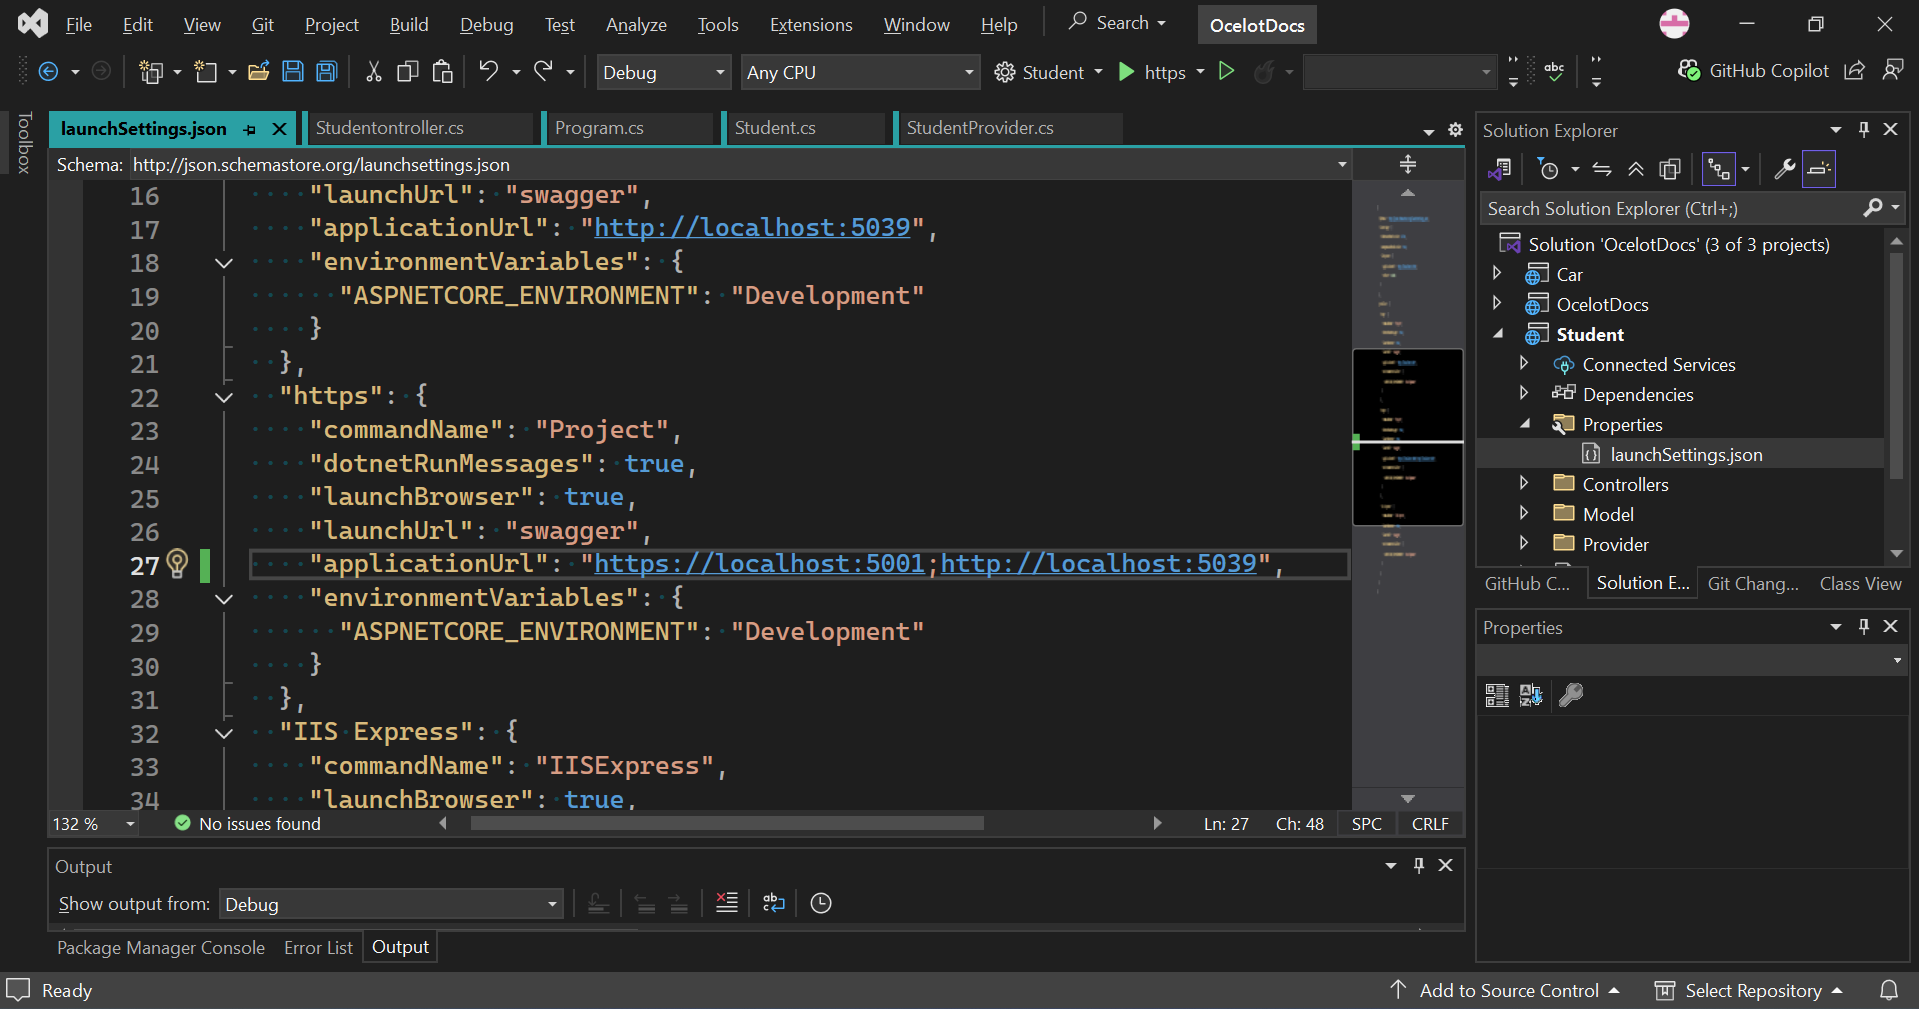 File Edit View Git Project Build Debug Test Analyze Tools Extensions Window Help Search OcelotDocs
Debug Any CPU Student https GitHub Copilot
Toolbox
launchSettings.json Studentontroller.cs Program.cs Student.cs StudentProvider.cs
Schema: http://json.schemastore.org/launchsettings.json
16 "launchUrl": "swagger",
17 "applicationUrl": "http://localhost:5039",
18 "environmentVariables": {
19 "ASPNETCORE_ENVIRONMENT": "Development"
20 }
21 },
22 "https": {
23 "commandName": "Project",
24 "dotnetRunMessages": true,
25 "launchBrowser": true,
26 "launchUrl": "swagger",
27 "applicationUrl": "https://localhost:5001;http://localhost:5039",
28 "environmentVariables": {
29 "ASPNETCORE_ENVIRONMENT": "Development"
30 }
31 },
32 "IIS Express": {
33 "commandName": "IISExpress",
34 "launchBrowser": true,
132 % No issues found Ln: 27 Ch: 48 SPC CRLF
Output
Show output from: Debug
Package Manager Console Error List Output
Solution Explorer
Search Solution Explorer (Ctrl+;)
Solution 'OcelotDocs' (3 of 3 projects)
Car
OcelotDocs
Student
Connected Services
Dependencies
Properties
launchSettings.json
Controllers
Model
Provider
GitHub C... Solution E... Git Chang... Class View
Properties
Ready Add to Source Control Select Repository